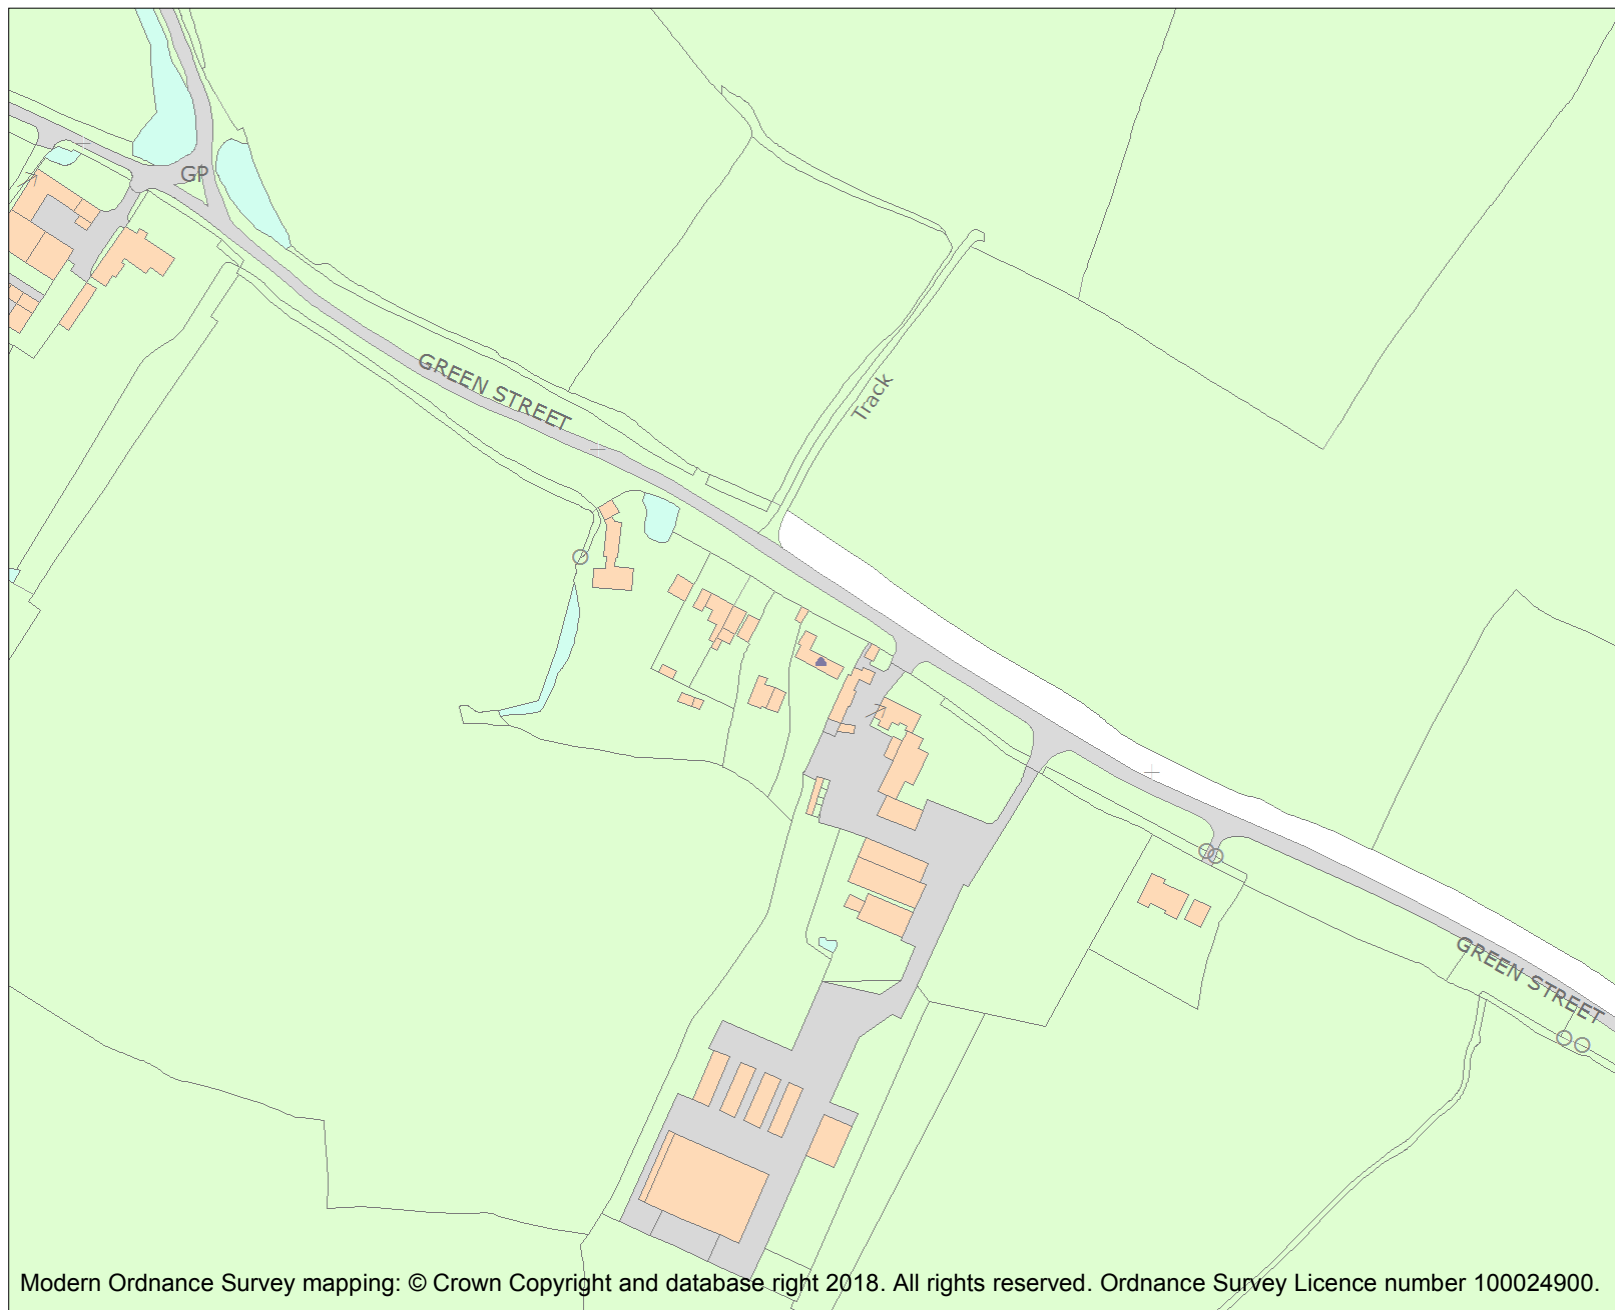 GP
GREEN STREET
Track
GREEN STREET
Modern Ordnance Survey mapping: © Crown Copyright and database right 2018. All rights reserved. Ordnance Survey Licence number 100024900.